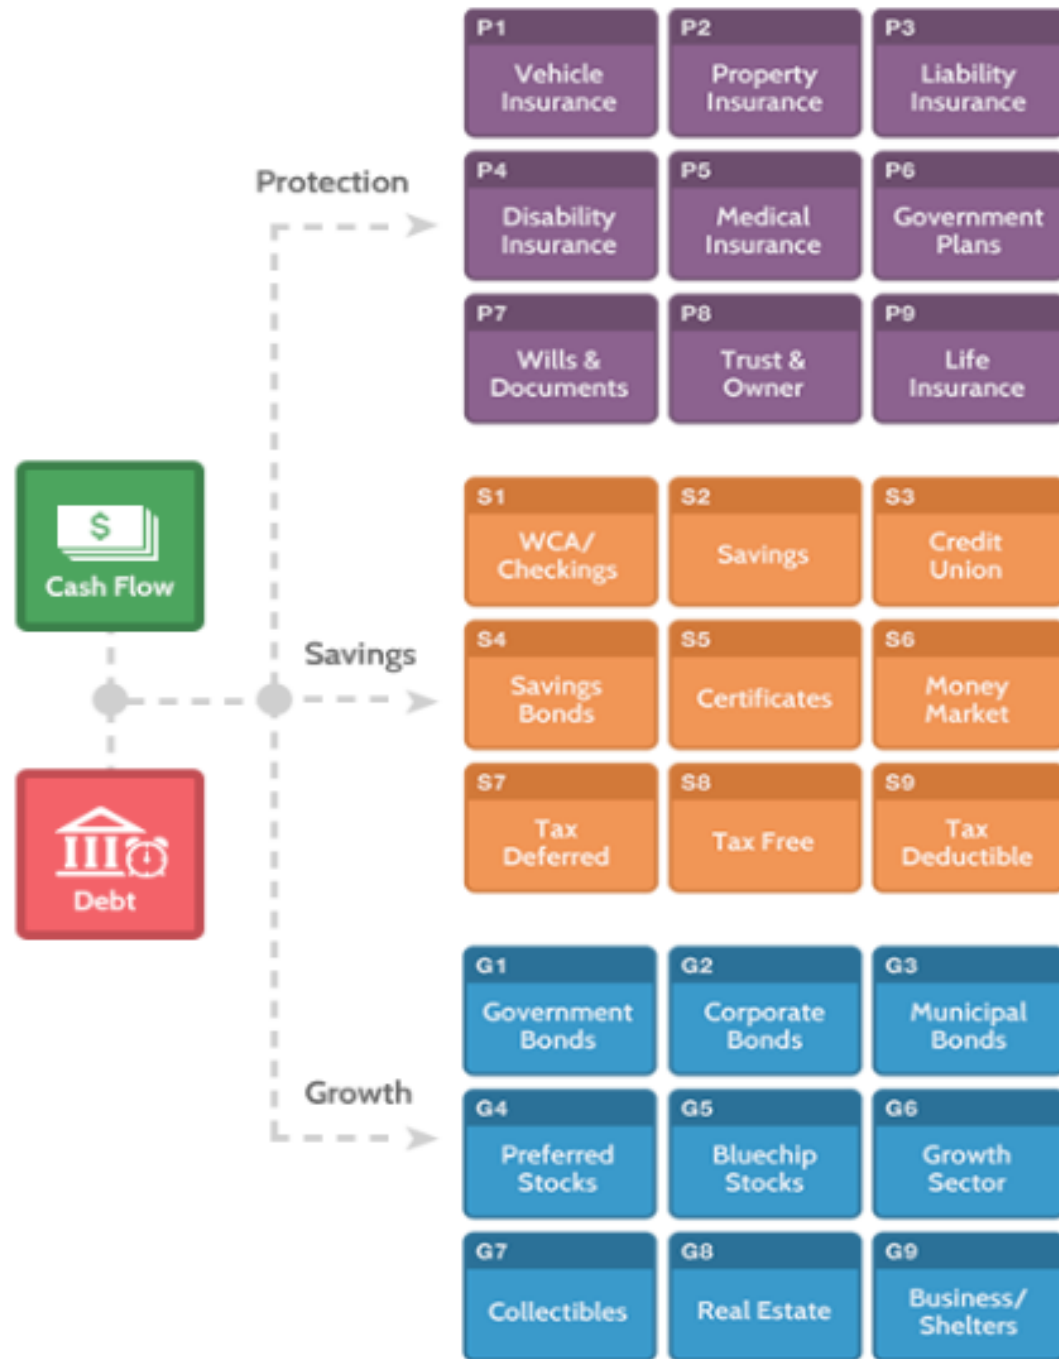 P1
Vehicle
Insurance
P2
Property
Insurance
P3
Liability
Insurance
Protection
P4
Disability
Insurance
P5
Medical
Insurance
P6
Government
Plans
P7
Wills &
Documents
P8
Trust &
Owner
P9
Life
Insurance
$
Cash Flow
Savings
S1
WCA/
Checkings
S2
Savings
S3
Credit
Union
S4
Savings
Bonds
S5
Certificates
S6
Money
Market
S7
Tax
Deferred
S8
Tax Free
S9
Tax
Deductible
Debt
Growth
G1
Government
Bonds
G2
Corporate
Bonds
G3
Municipal
Bonds
G4
Preferred
Stocks
G5
Bluechip
Stocks
G6
Growth
Sector
G7
Collectibles
G8
Real Estate
G9
Business/
Shelters